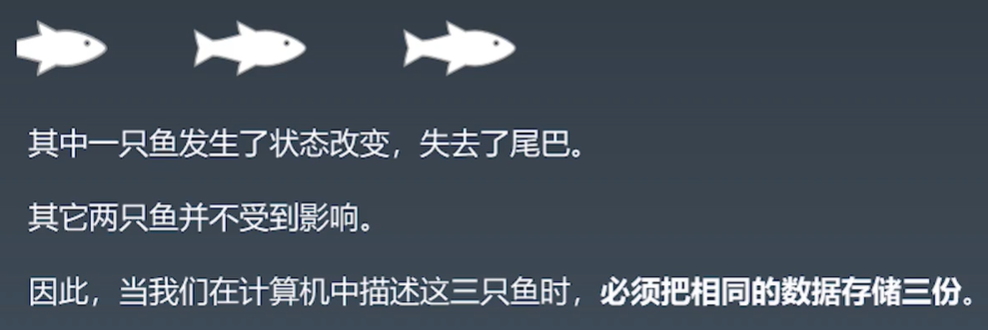 其中一只鱼发生了状态改变，失去了尾巴。
其它两只鱼并不受到影响。
因此，当我们在计算机中描述这三只鱼时，必须把相同的数据存储三份。